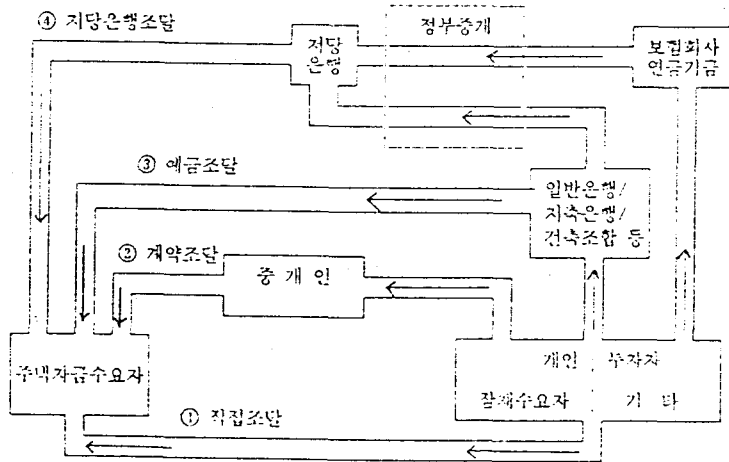 ④ 저당은행조달
정부중개
저당
은행
보험회사
연금기금
③ 예금조달
일반은행/
저축은행/
건축조합 등
② 계약조달
중개인
개인 투자자
주택자금수요자
잠재수요자 기 타
① 직접조달